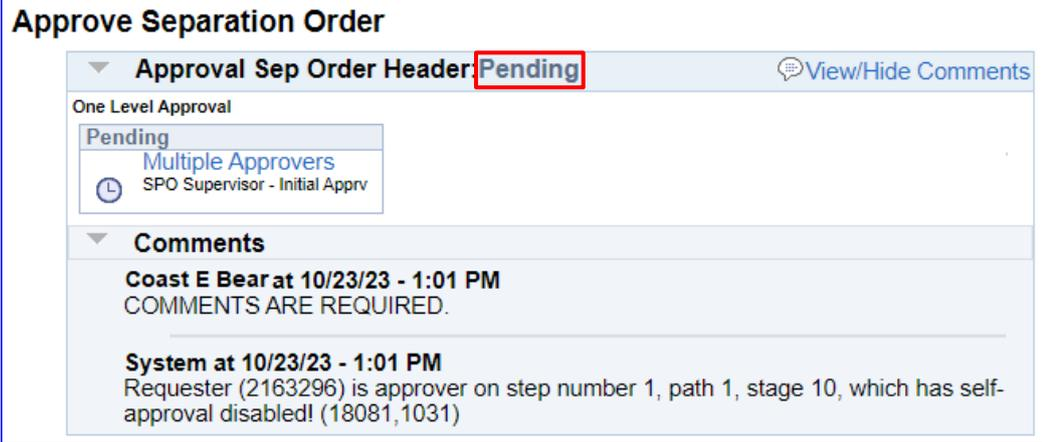 Approve Separation Order
Approval Sep Order Header:Pending
View/Hide Comments
One Level Approval
Pending
Multiple Approvers
SPO Supervisor - Initial Apprv
Comments
Coast E Bear at 10/23/23 - 1:01 PM
COMMENTS ARE REQUIRED.
System at 10/23/23 - 1:01 PM
Requester (2163296) is approver on step number 1, path 1, stage 10, which has self-
approval disabled! (18081,1031)